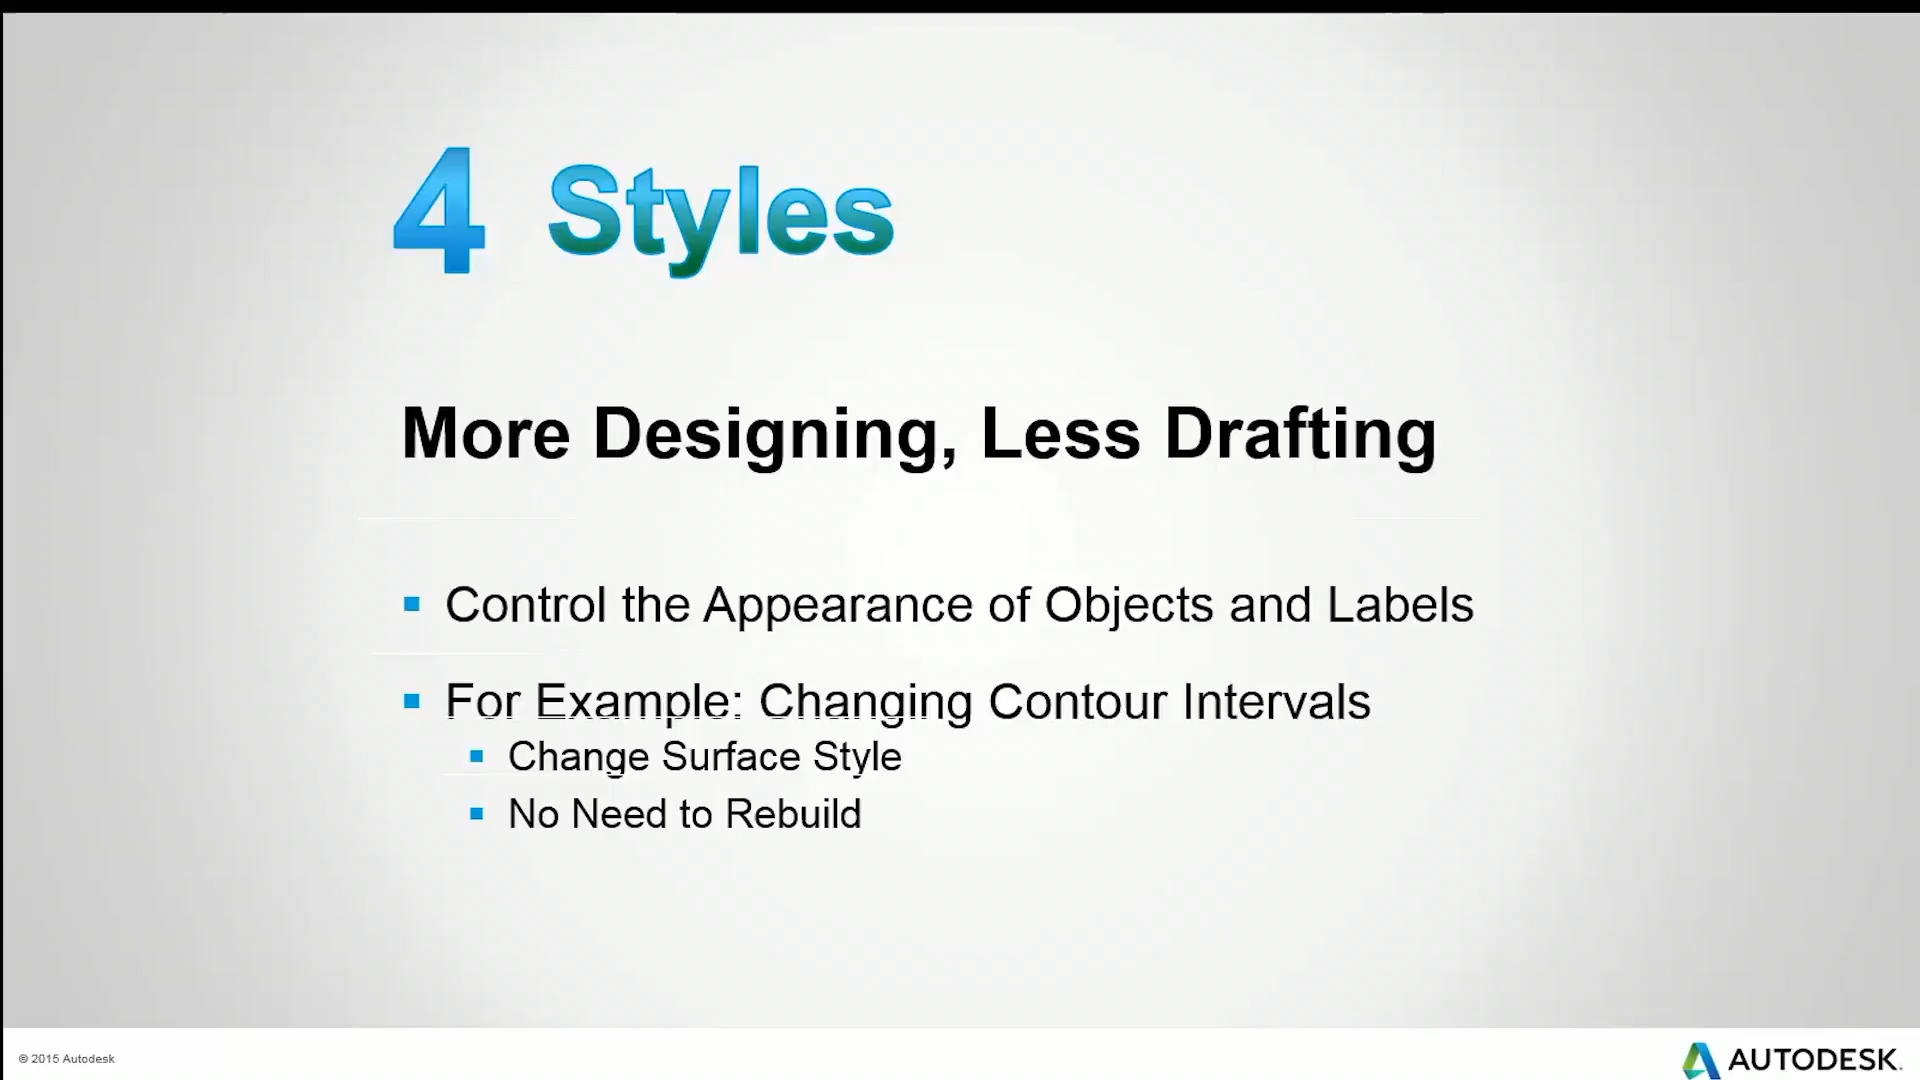 4 Styles
More Designing, Less Drafting
Control the Appearance of Objects and Labels
For Example: Changing Contour Intervals
Change Surface Style
No Need to Rebuild
© 2015 Autodesk
AUTODESK.